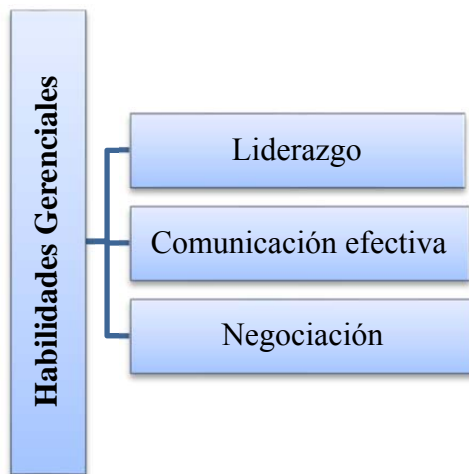 Habilidades Gerenciales
Liderazgo
Comunicación efectiva
Negociación